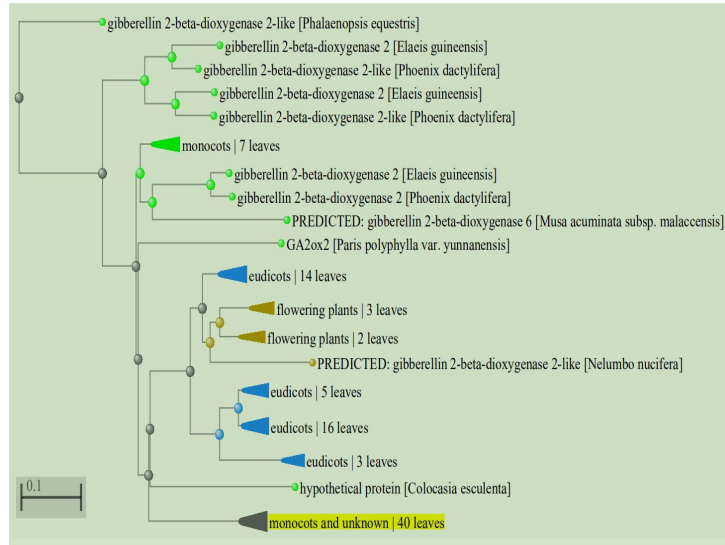 gibberellin 2-beta-dioxygenase 2-like [Phalaenopsis equestris]
gibberellin 2-beta-dioxygenase 2 [Elaeis guineensis]
gibberellin 2-beta-dioxygenase 2-like [Phoenix dactylifera]
gibberellin 2-beta-dioxygenase 2 [Elaeis guineensis]
gibberellin 2-beta-dioxygenase 2-like [Phoenix dactylifera]
monocots | 7 leaves
gibberellin 2-beta-dioxygenase 2 [Elaeis guineensis]
gibberellin 2-beta-dioxygenase 2 [Phoenix dactylifera]
PREDICTED: gibberellin 2-beta-dioxygenase 6 [Musa acuminata subsp. malaccensis]
GA2ox2 [Paris polyphylla var. yunnanensis]
eudicots | 14 leaves
flowering plants | 3 leaves
flowering plants | 2 leaves
PREDICTED: gibberellin 2-beta-dioxygenase 2-like [Nelumbo nucifera]
eudicots | 5 leaves
eudicots | 16 leaves
eudicots | 3 leaves
hypothetical protein [Colocasia esculenta]
0.1
monocots and unknown | 40 leaves